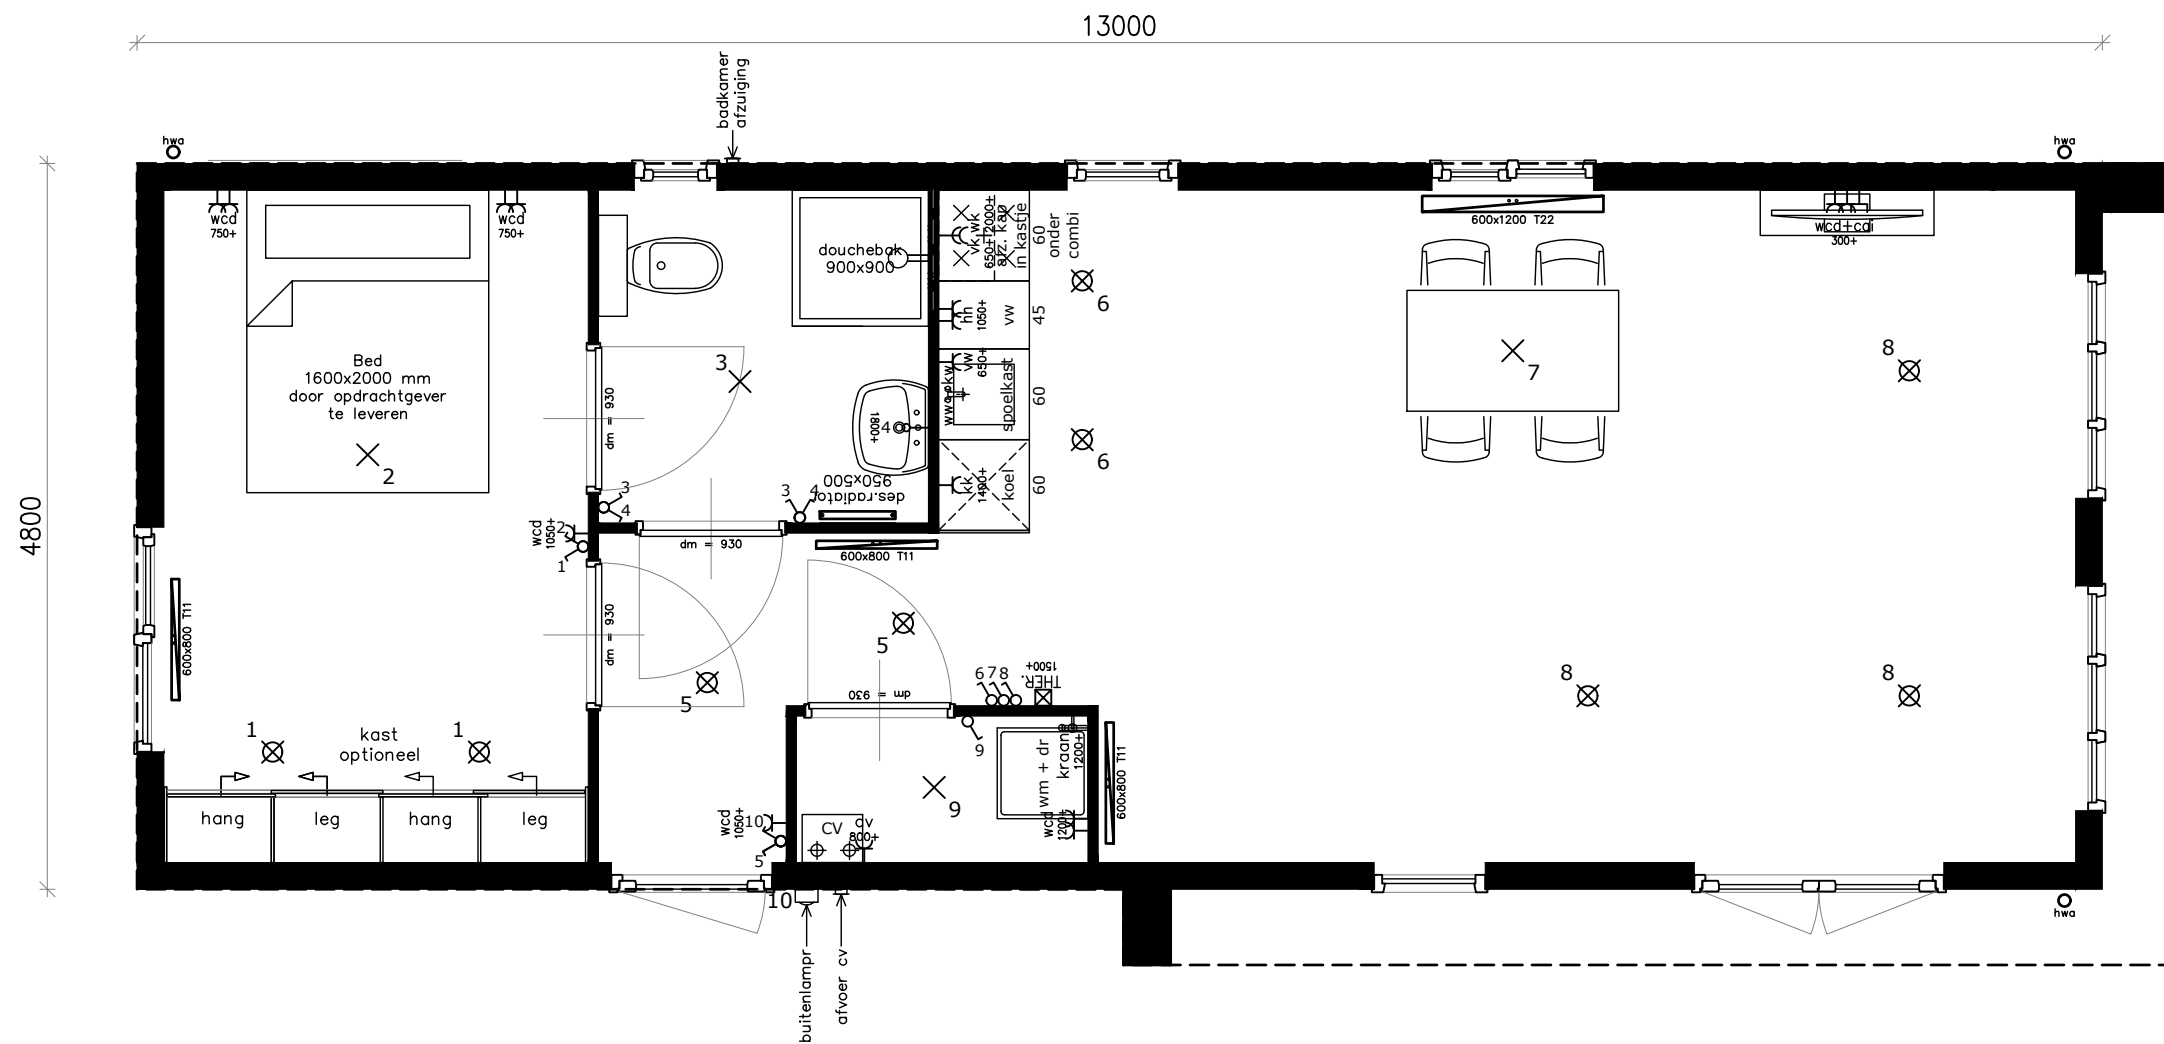 13000
4800
badkamer
afzuiging
hwa
hwa
wcd
750+
wcd
750+
Bed
1600x2000 mm
door opdrachtgever
te leveren
2
douchebak
900x900
3
dm = 930
1800+
4
des.radiator
950x500
3
4
3
4
vk wk
650+
2000+
afz. kap
in kastje
60
onder
combi
hh
1050+
vw
45
vw
650+
wwa
kw
spoelkast
60
kk
1400+
koel
60
6
6
600x1200 T22
7
wcd+cai
300+
8
8
8
wcd
1050+
2
1
dm = 930
dm = 930
600x800 T11
5
5
dm = 930
6
7
8
THER.
1500+
600x800 T11
1
1
kast
optioneel
hang
leg
hang
leg
wcd
1050+
10
5
10
CV
cv
800+
9
9
wm + dr
kraan
1200+
wcd
1200+
600x800 T11
hwa
buitenlampr
afvoer cv